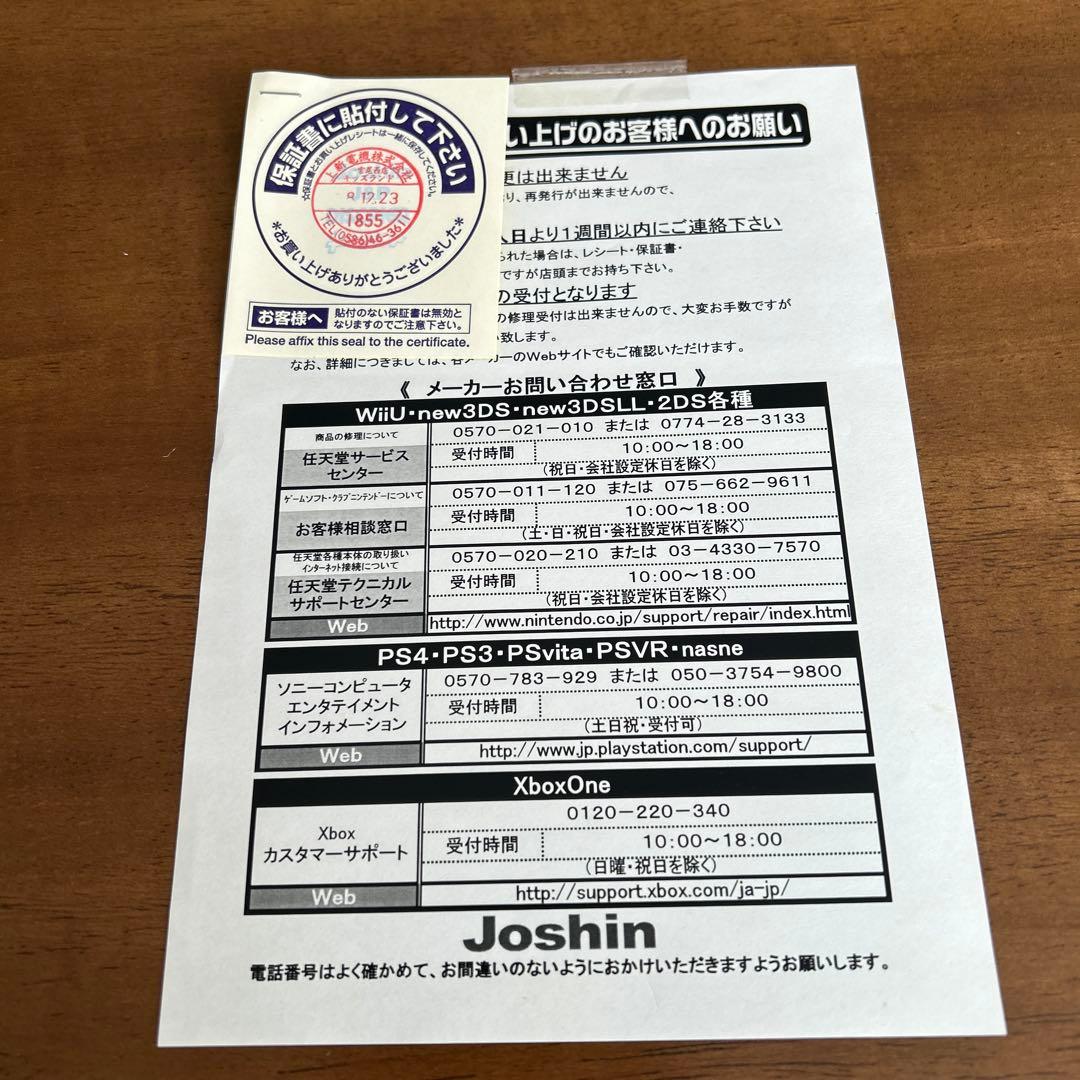 保証書に貼付して下さい
☆保証書とお買い上げレシートは一緒に保存してください。
上新電機株式会社
キッズランド
12.23
1855
TEL(0586)46-3611
*お買い上げありがとうございました*
お客様へ
貼付のない保証書は無効と
なりますのでご注意下さい。
Please affix this seal to the certificate.
い上げのお客様へのお願い
更は出来ません
り、再発行が出来ませんので、
入日より1週間以内にご連絡下さい
られた場合は、レシート・保証書・
ですが店頭までお持ち下さい。
の受付となります
の修理受付は出来ませんので、大変お手数ですが
い致します。
なお、詳細につきましては、各メーカーのWebサイトでもご確認いただけます。
《 メーカーお問い合わせ窓口 》
WiiU・new3DS・new3DSLL・2DS各種
商品の修理について
任天堂サービス
センター
0570-021-010 または 0774-28-3133
受付時間 10:00～18:00
(祝日・会社設定休日を除く)
ゲームソフト・クラブニンテンドーについて
お客様相談窓口
0570-011-120 または 075-662-9611
受付時間 10:00～18:00
(土・日・祝日・会社設定休日を除く)
任天堂各種本体の取り扱い
インターネット接続について
任天堂テクニカル
サポートセンター
0570-020-210 または 03-4330-7570
受付時間 10:00～18:00
(祝日・会社設定休日を除く)
Web http://www.nintendo.co.jp/support/repair/index.html
PS4・PS3・PSvita・PSVR・nasne
ソニーコンピュータ
エンタテイメント
インフォメーション
0570-783-929 または 050-3754-9800
受付時間 10:00～18:00
(土日祝・受付可)
Web http://www.jp.playstation.com/support/
XboxOne
Xbox
カスタマーサポート
0120-220-340
受付時間 10:00～18:00
(日曜・祝日を除く)
Web http://support.xbox.com/ja-jp/
Joshin
電話番号はよく確かめて、お間違いのないようにおかけいただきますようお願いします。